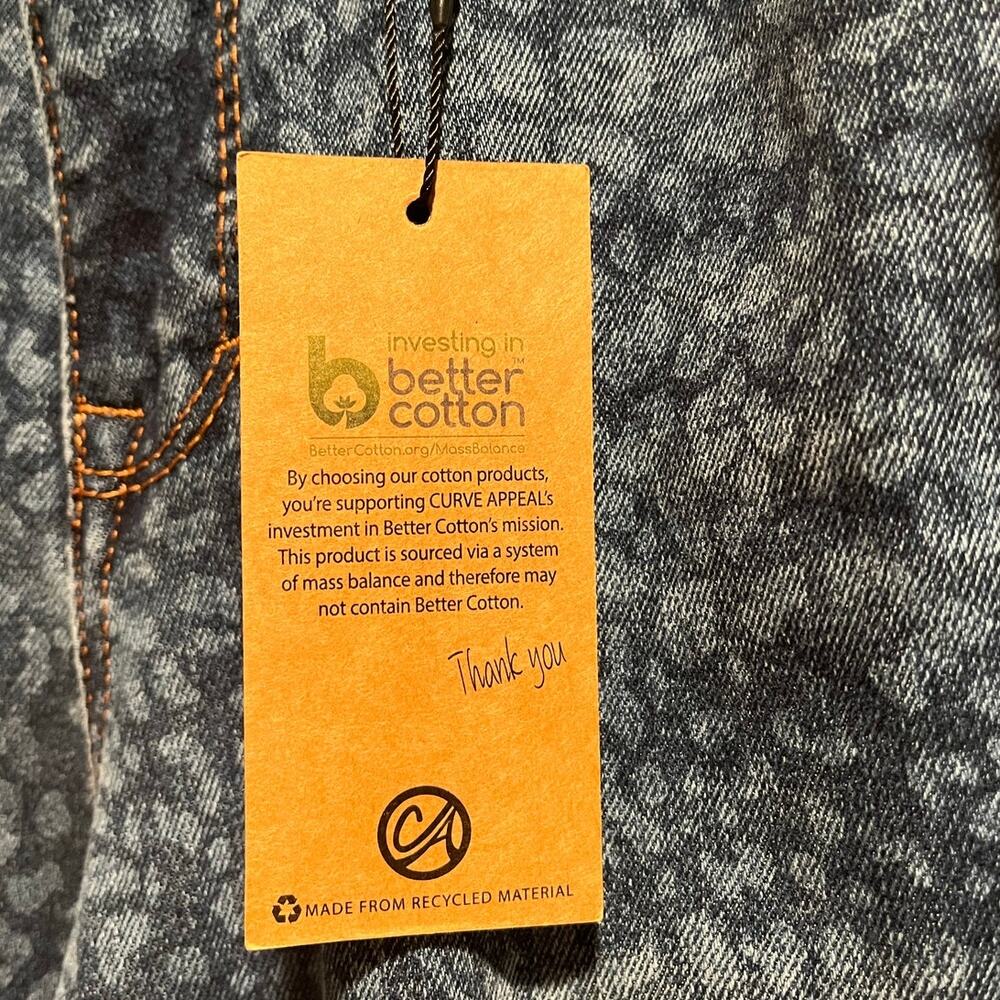 b investing in
better™
cotton
BetterCotton.org/MassBalance
By choosing our cotton products,
you're supporting CURVE APPEAL's
investment in Better Cotton's mission.
This product is sourced via a system
of mass balance and therefore may
not contain Better Cotton.
Thank you
CA
MADE FROM RECYCLED MATERIAL